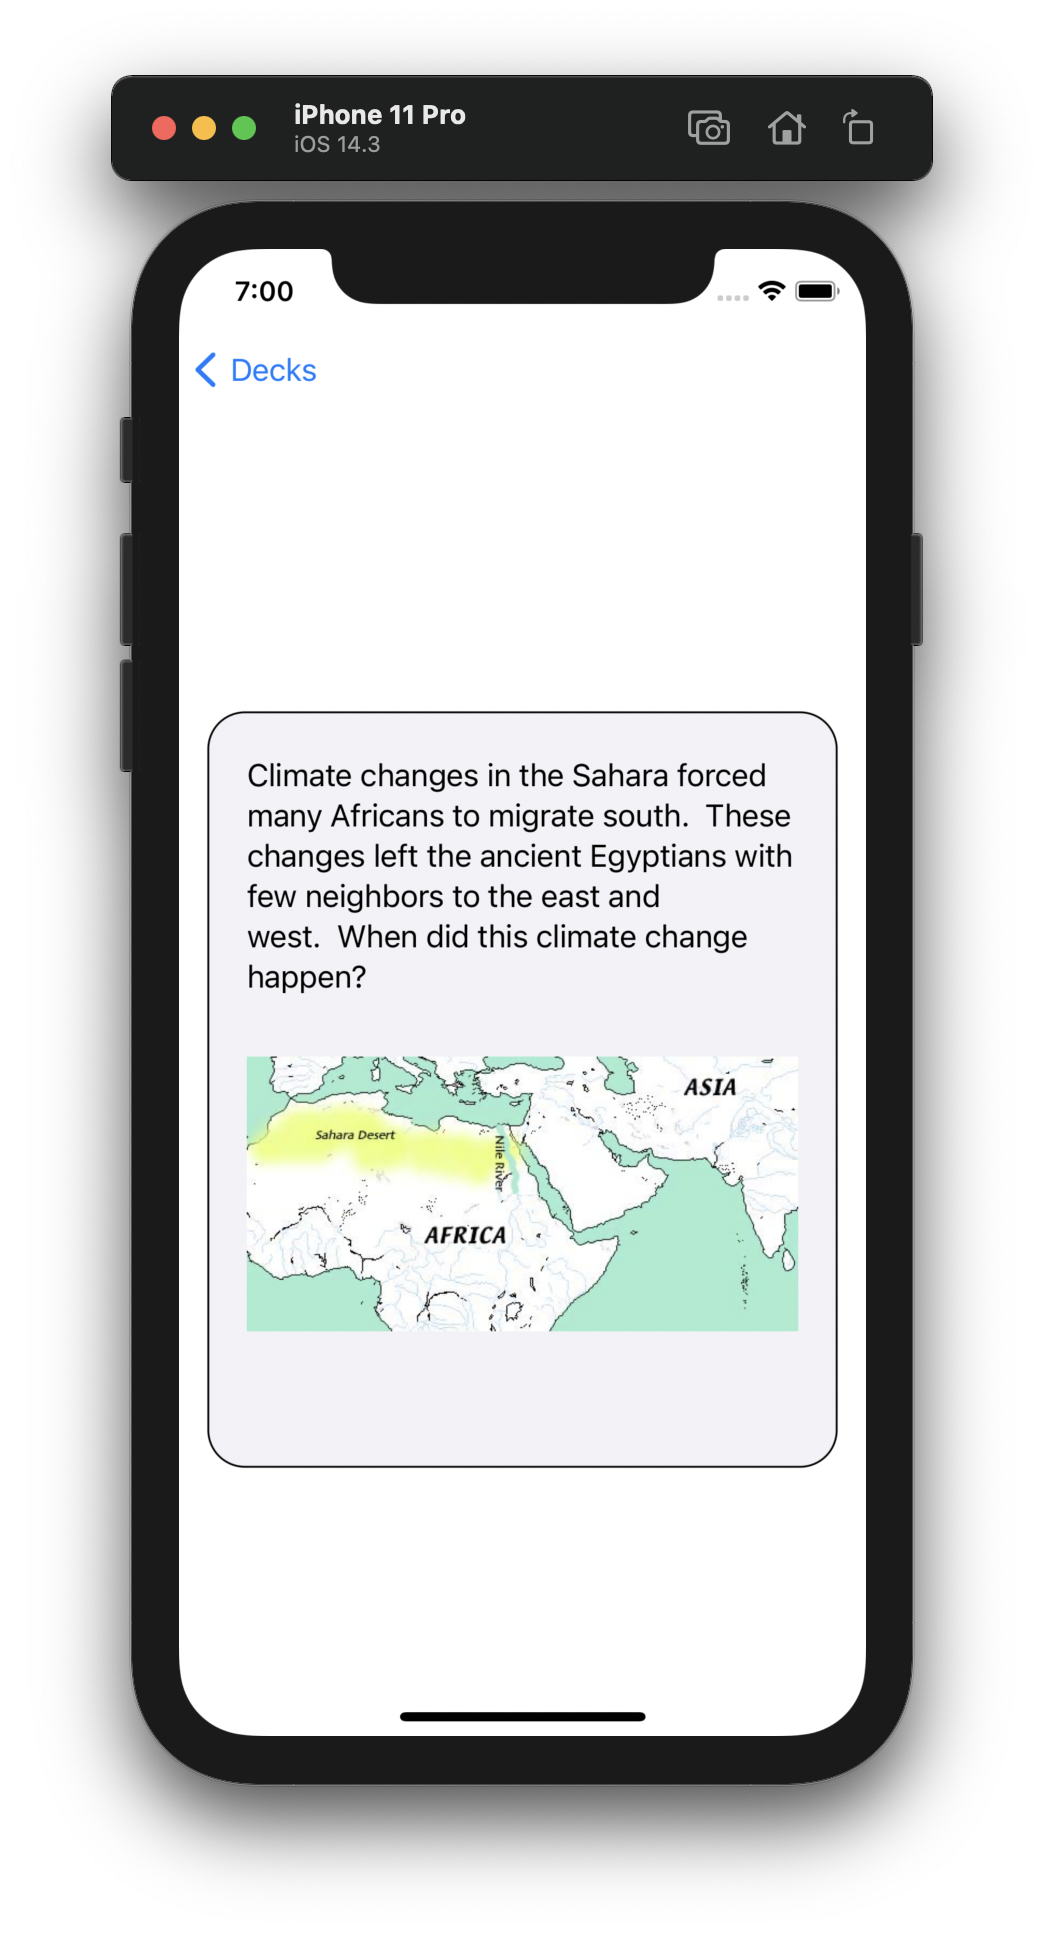 iPhone 11 Pro
iOS 14.3
7:00
Decks
Climate changes in the Sahara forced
many Africans to migrate south.  These
changes left the ancient Egyptians with
few neighbors to the east and
west.  When did this climate change
happen?
ASIA
Sahara Desert
Nile River
AFRICA